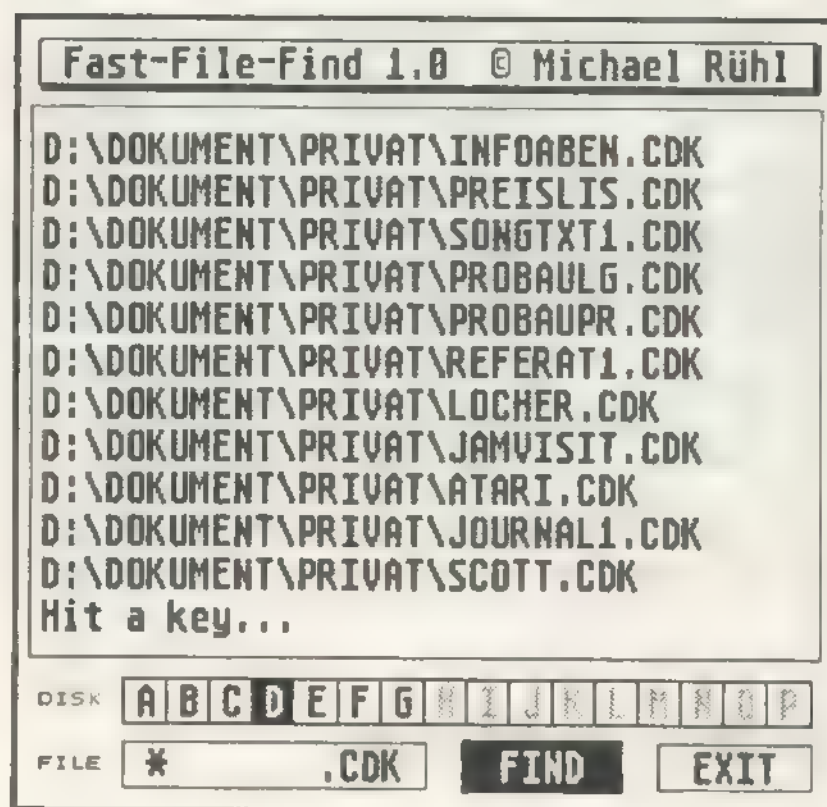 Fast-File-Find 1.0 © Michael Rühl
D:\DOKUMENT\PRIVAT\INFOABEN.CDK
D:\DOKUMENT\PRIVAT\PREISLIS.CDK
D:\DOKUMENT\PRIVAT\SONGTXT1.CDK
D:\DOKUMENT\PRIVAT\PROBAULG.CDK
D:\DOKUMENT\PRIVAT\PROBAUPR.CDK
D:\DOKUMENT\PRIVAT\REFERAT1.CDK
D:\DOKUMENT\PRIVAT\LOCHER.CDK
D:\DOKUMENT\PRIVAT\JAMVISIT.CDK
D:\DOKUMENT\PRIVAT\ATARI.CDK
D:\DOKUMENT\PRIVAT\JOURNAL1.CDK
D:\DOKUMENT\PRIVAT\SCOTT.CDK
Hit a key...
DISK A B C D E F G H I J K L M N O P
FILE * .CDK FIND EXIT